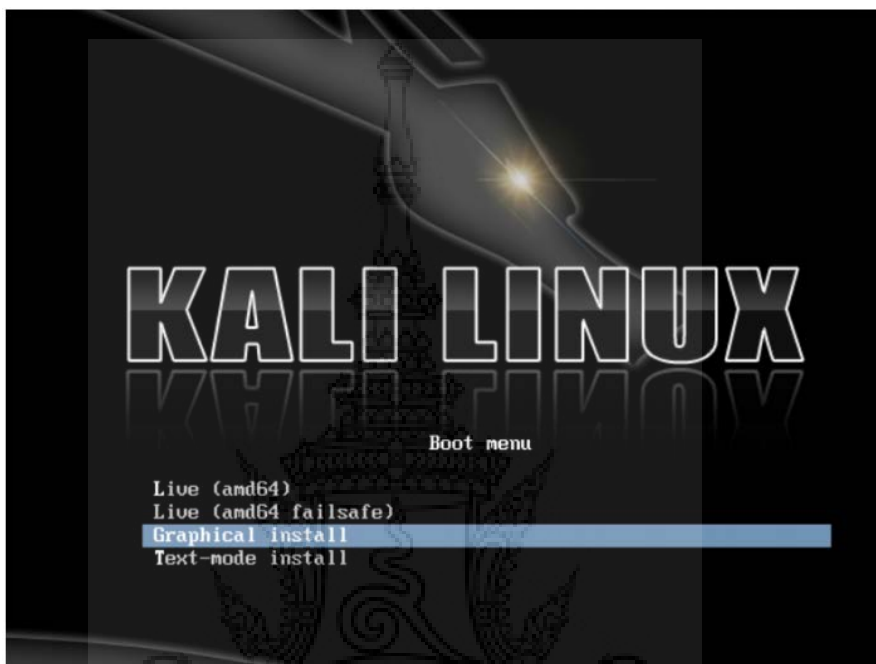 KALI LINUX
Boot menu
Live (amd64)
Live (amd64 failsafe)
Graphical install
Text-mode install